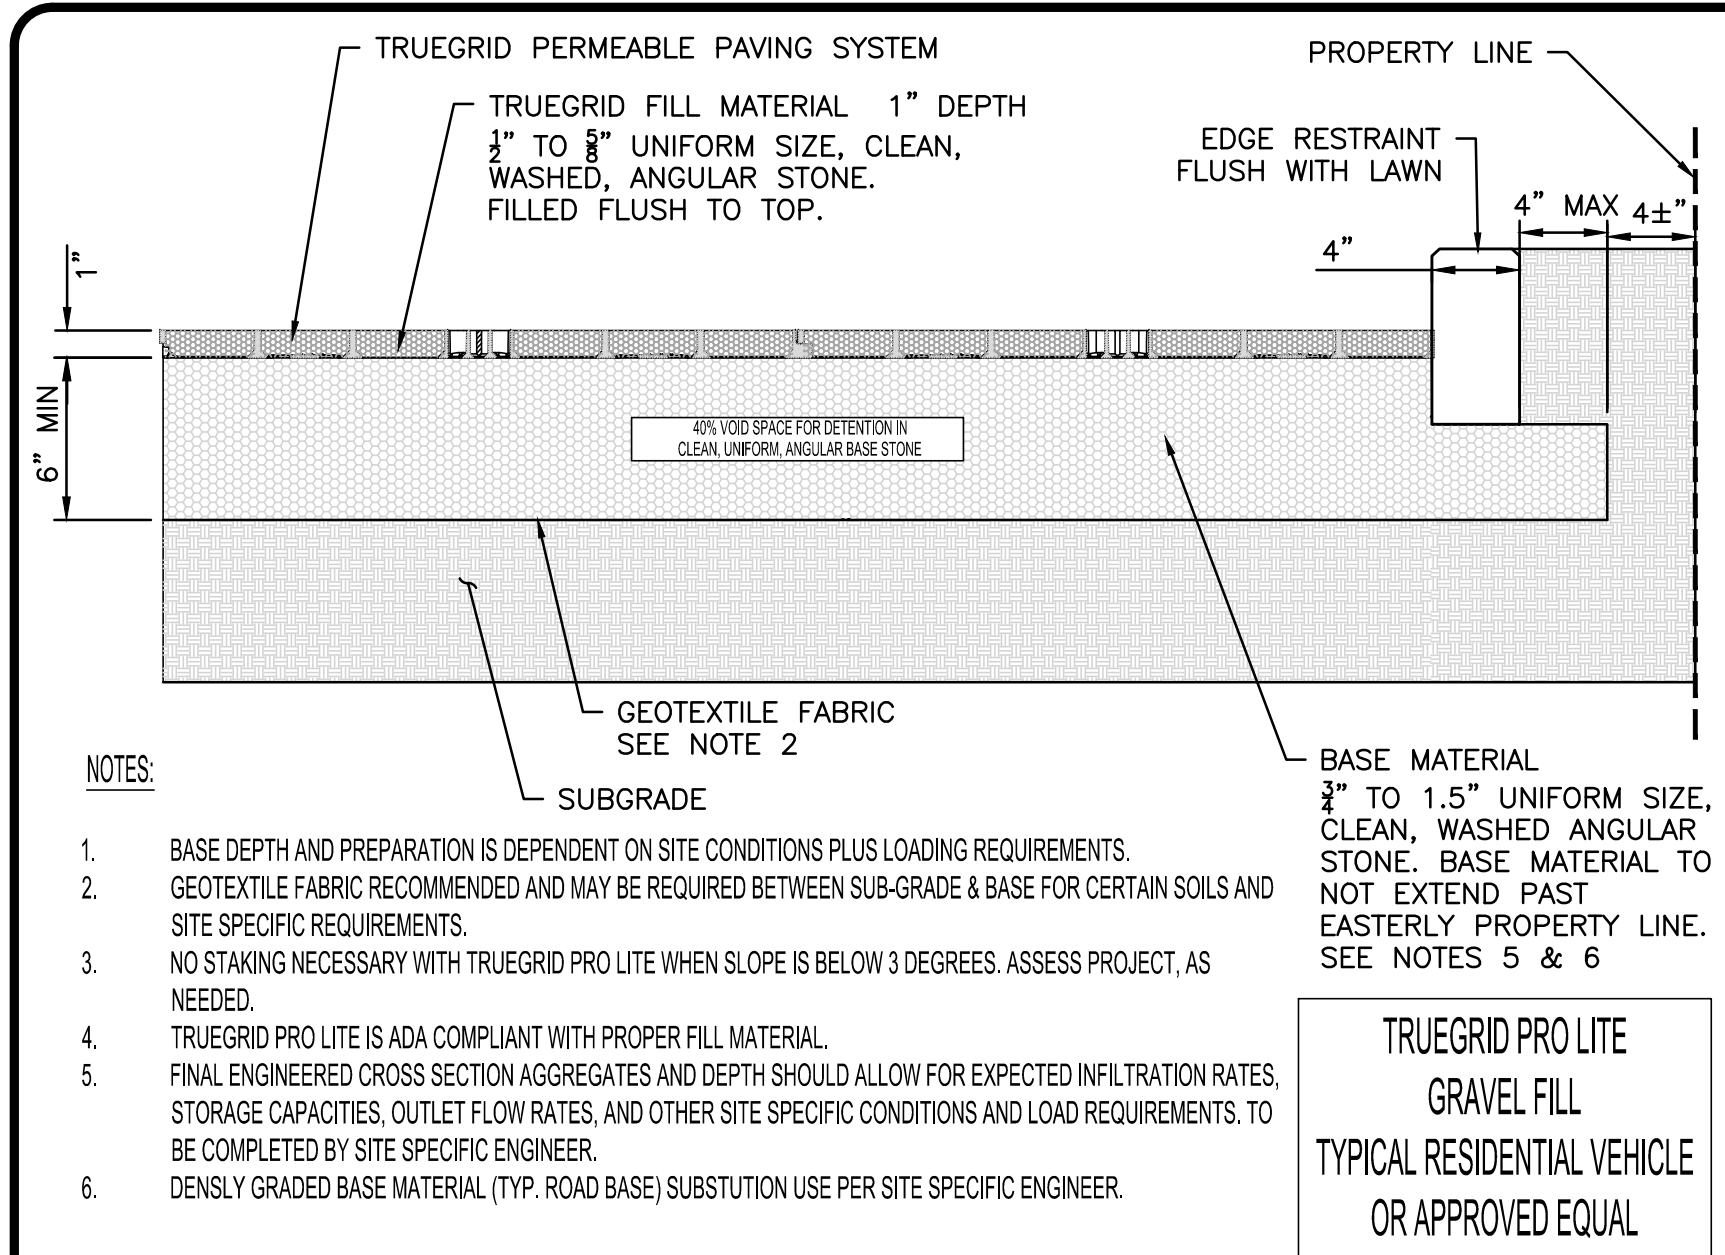 TRUEGRID PERMEABLE PAVING SYSTEM
TRUEGRID FILL MATERIAL 1” DEPTH
1/2” TO 5/8” UNIFORM SIZE, CLEAN,
WASHED, ANGULAR STONE.
FILLED FLUSH TO TOP.
PROPERTY LINE
EDGE RESTRAINT
FLUSH WITH LAWN
4” MAX
4±”
4”
1”
6” MIN
40% VOID SPACE FOR DETENTION IN
CLEAN, UNIFORM, ANGULAR BASE STONE
GEOTEXTILE FABRIC
SEE NOTE 2
SUBGRADE
BASE MATERIAL
3/4” TO 1.5” UNIFORM SIZE,
CLEAN, WASHED ANGULAR
STONE. BASE MATERIAL TO
NOT EXTEND PAST
EASTERLY PROPERTY LINE.
SEE NOTES 5 & 6
NOTES:
1. BASE DEPTH AND PREPARATION IS DEPENDENT ON SITE CONDITIONS PLUS LOADING REQUIREMENTS.
2. GEOTEXTILE FABRIC RECOMMENDED AND MAY BE REQUIRED BETWEEN SUB-GRADE & BASE FOR CERTAIN SOILS AND
SITE SPECIFIC REQUIREMENTS.
3. NO STAKING NECESSARY WITH TRUEGRID PRO LITE WHEN SLOPE IS BELOW 3 DEGREES. ASSESS PROJECT, AS
NEEDED.
4. TRUEGRID PRO LITE IS ADA COMPLIANT WITH PROPER FILL MATERIAL.
5. FINAL ENGINEERED CROSS SECTION AGGREGATES AND DEPTH SHOULD ALLOW FOR EXPECTED INFILTRATION RATES,
STORAGE CAPACITIES, OUTLET FLOW RATES, AND OTHER SITE SPECIFIC CONDITIONS AND LOAD REQUIREMENTS. TO
BE COMPLETED BY SITE SPECIFIC ENGINEER.
6. DENSLY GRADED BASE MATERIAL (TYP. ROAD BASE) SUBSTUTION USE PER SITE SPECIFIC ENGINEER.
TRUEGRID PRO LITE
GRAVEL FILL
TYPICAL RESIDENTIAL VEHICLE
OR APPROVED EQUAL